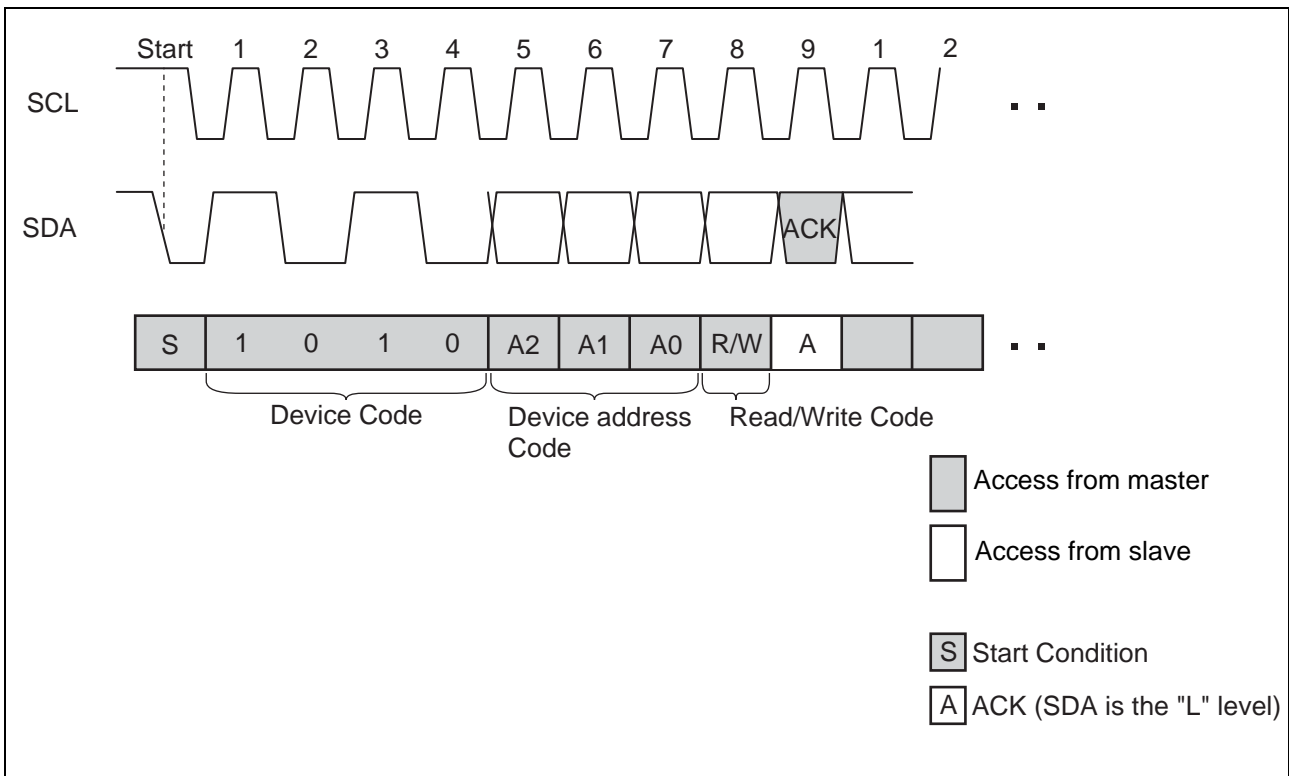 Start 1 2 3 4 5 6 7 8 9 1 2
SCL
SDA
ACK
S 1 0 1 0 A2 A1 A0 R/W A
Device Code
Device address
Code
Read/Write Code
Access from master
Access from slave
S Start Condition
A ACK (SDA is the "L" level)